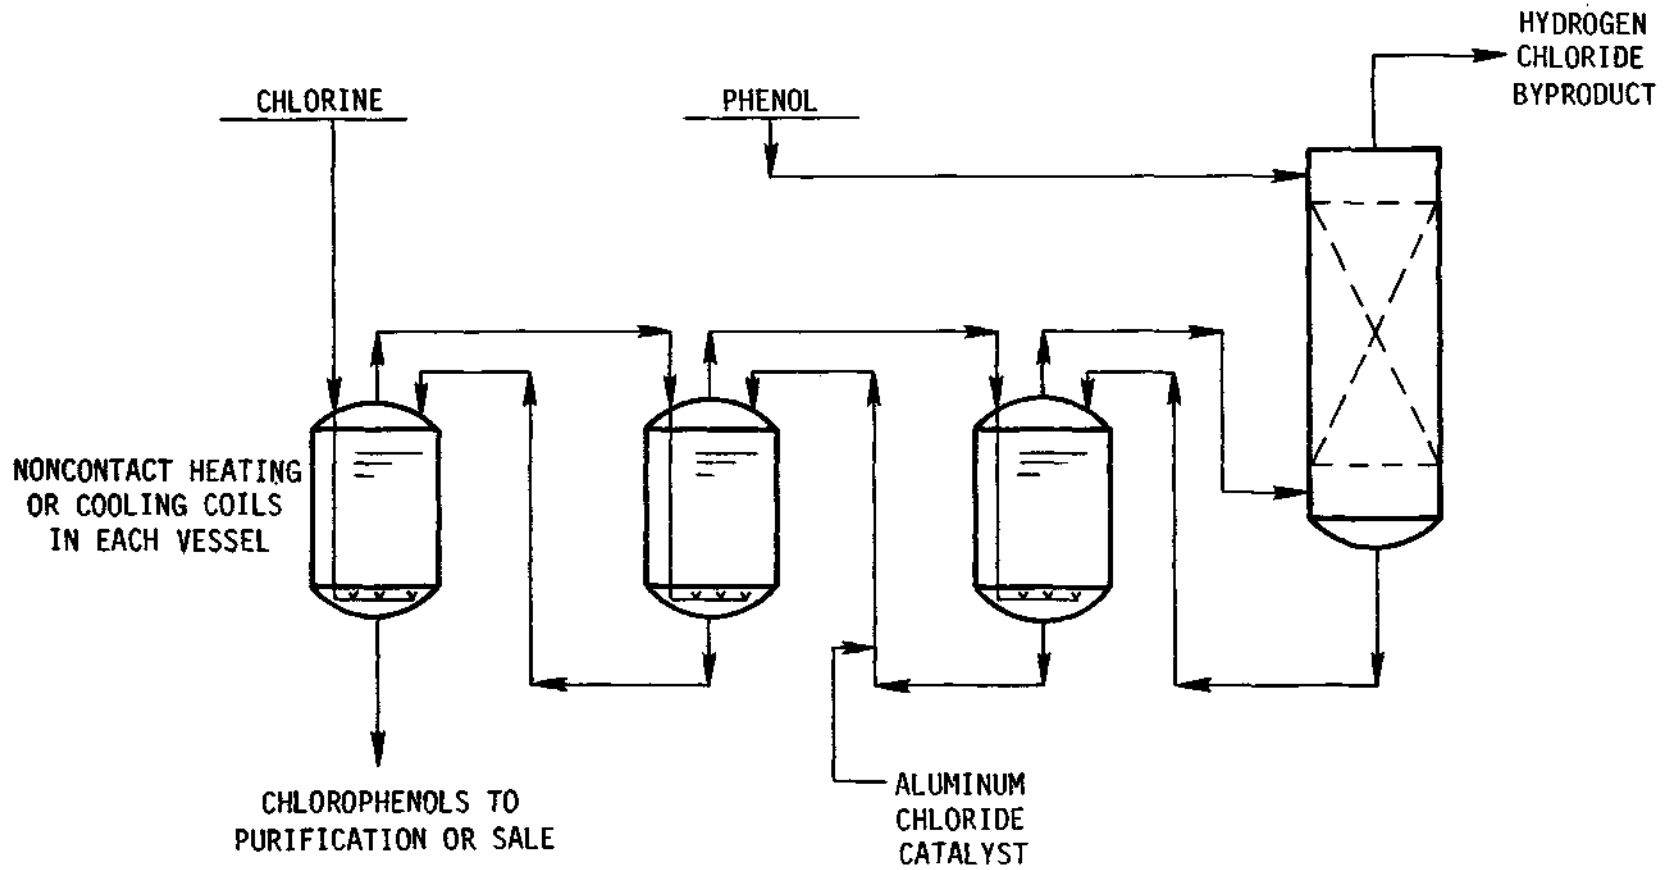 HYDROGEN
CHLORIDE
BYPRODUCT
CHLORINE
PHENOL
NONCONTACT HEATING
OR COOLING COILS
IN EACH VESSEL
CHLOROPHENOLS TO
PURIFICATION OR SALE
ALUMINUM
CHLORIDE
CATALYST